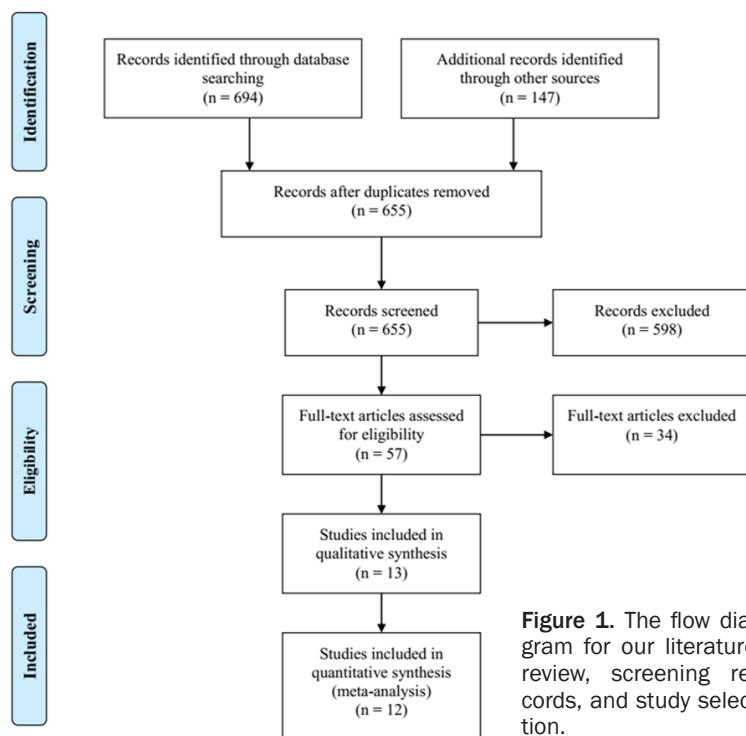 Identification
Records identified through database
searching
(n = 694)
Additional records identified
through other sources
(n = 147)
Records after duplicates removed
(n = 655)
Screening
Records screened
(n = 655)
Records excluded
(n = 598)
Eligibility
Full-text articles assessed
for eligibility
(n = 57)
Full-text articles excluded
(n = 34)
Studies included in
qualitative synthesis
(n = 13)
Included
Studies included in
quantitative synthesis
(meta-analysis)
(n = 12)
Figure 1. The flow dia-
gram for our literature
review, screening re-
cords, and study selec-
tion.